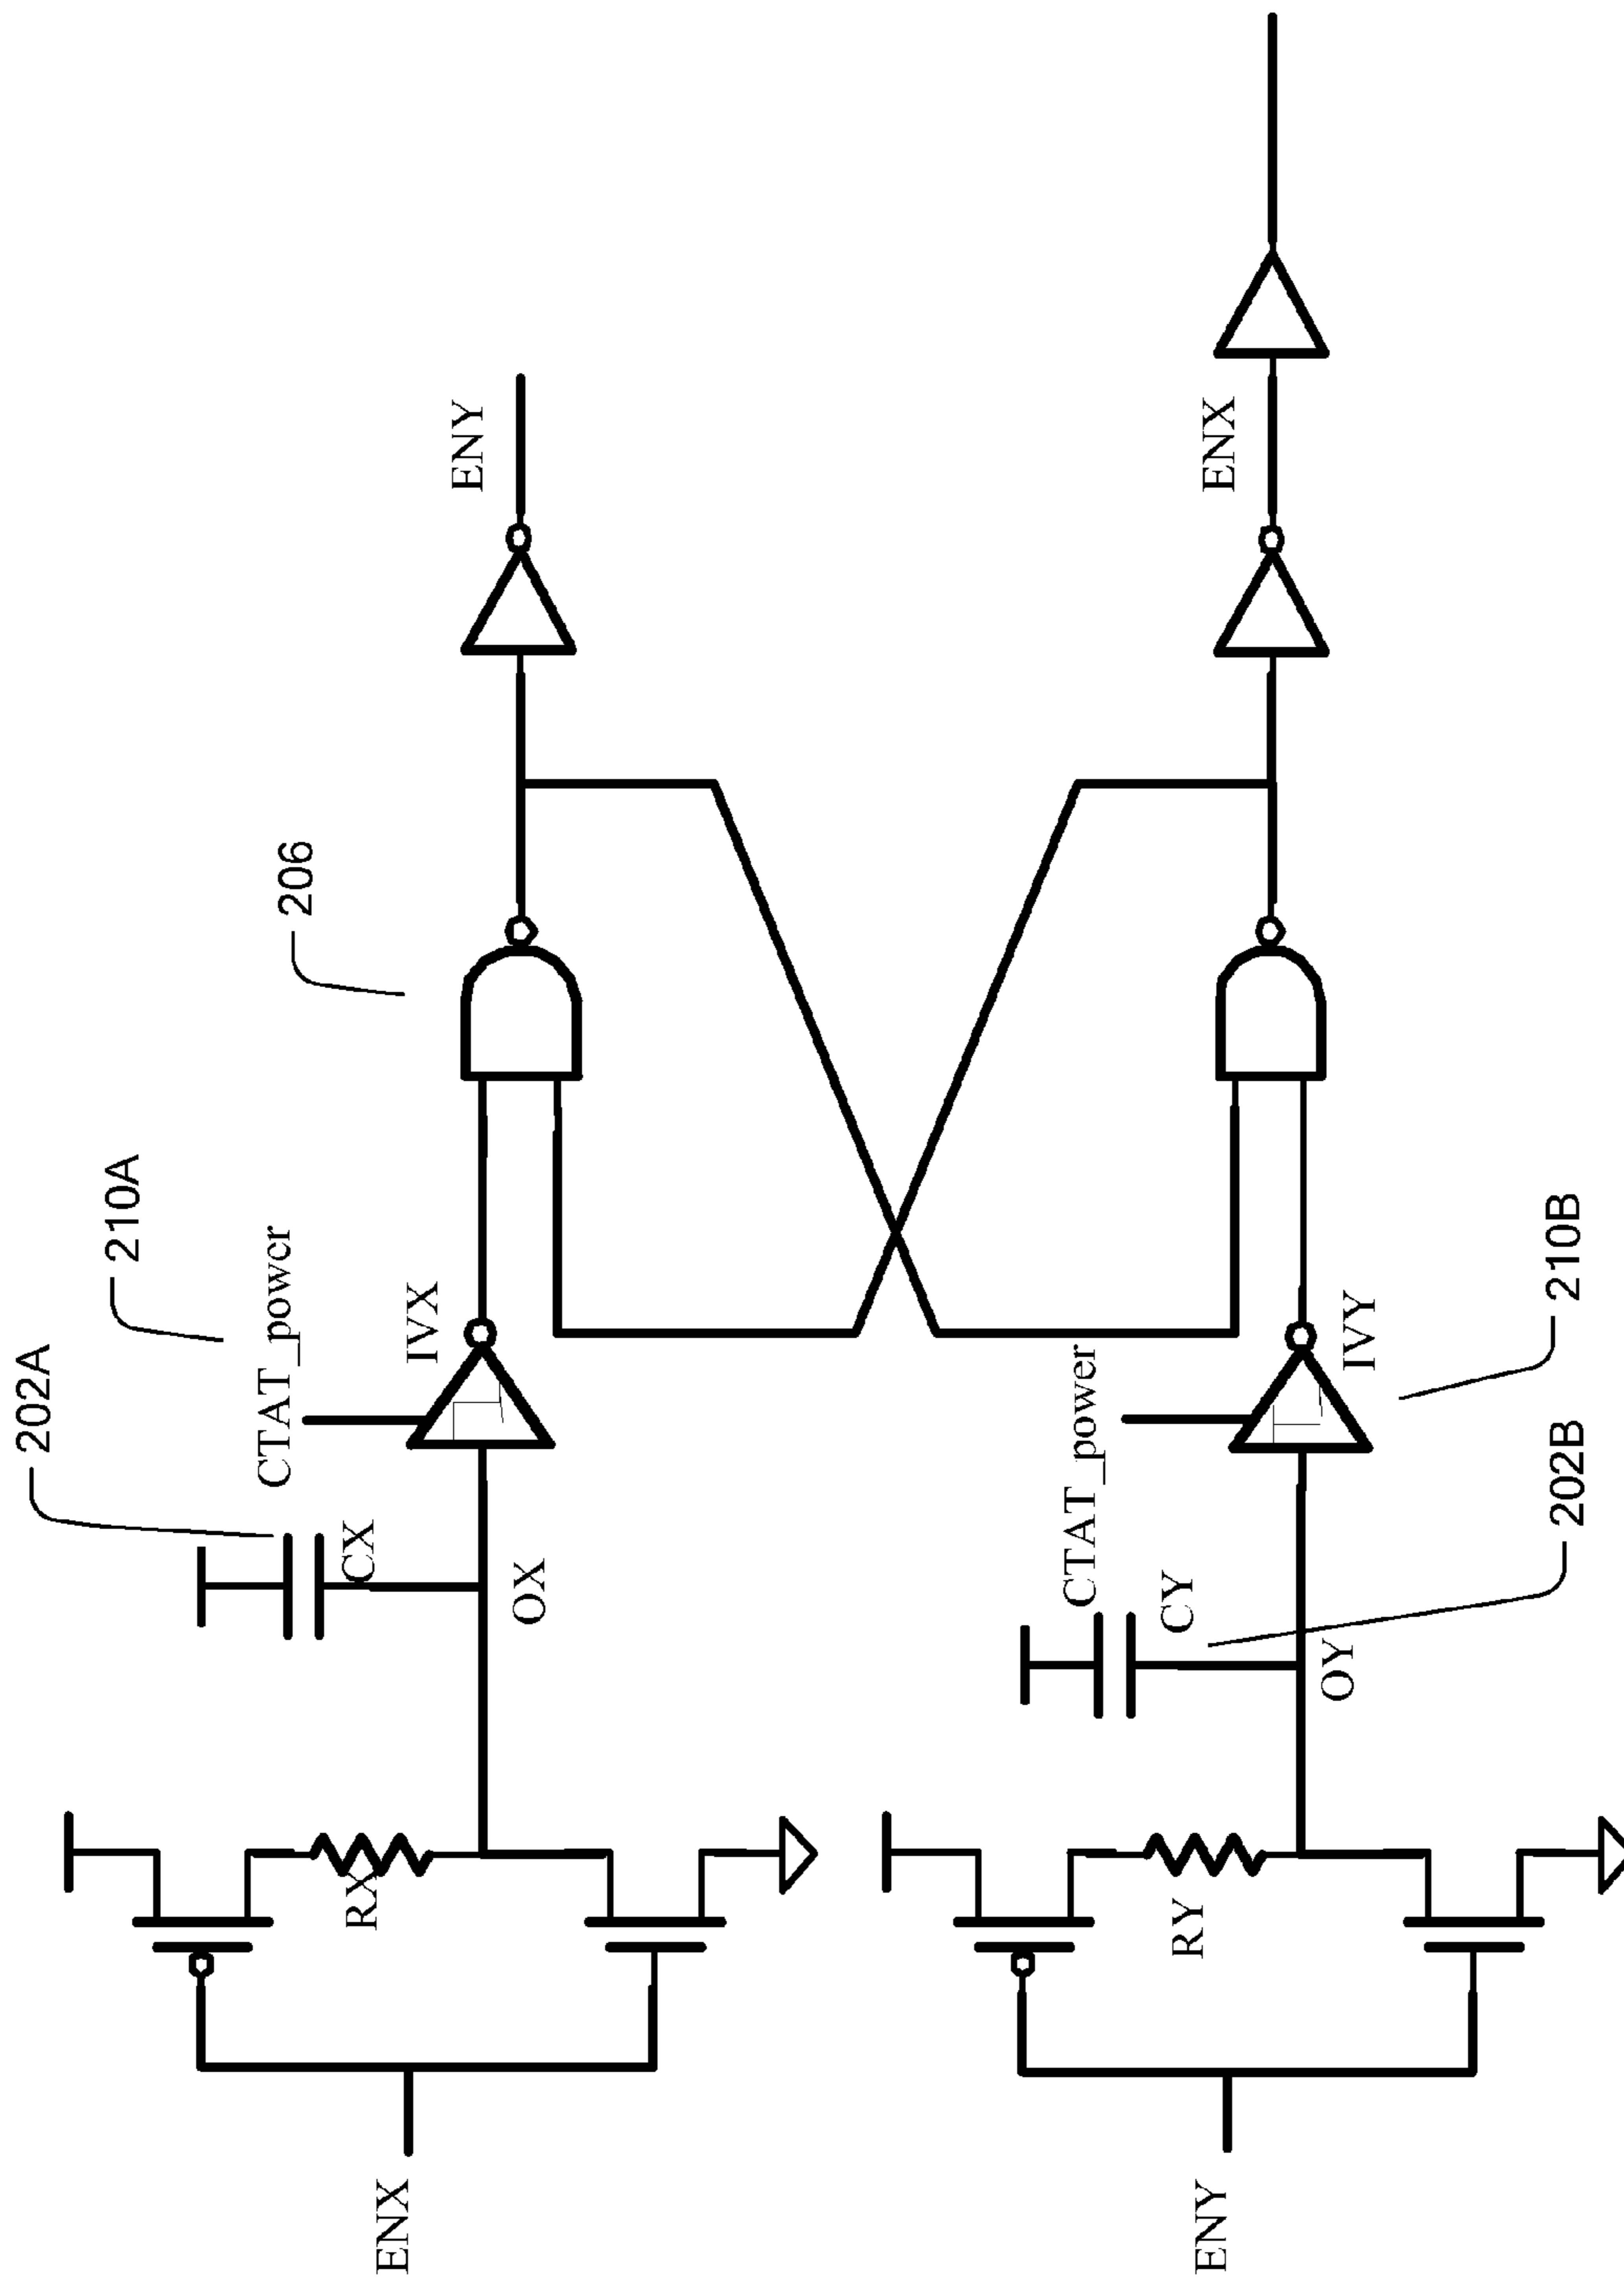 202A
210A
CTAT_power
206
RX
CX
ENX
IVX
ENY
OX
CTAT_power
RY
CY
ENY
ENX
OY
IVY
202B
210B